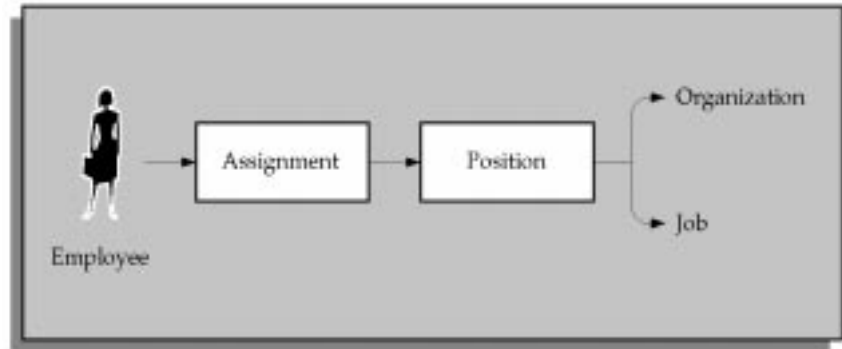 Employee
Assignment
Position
Organization
Job